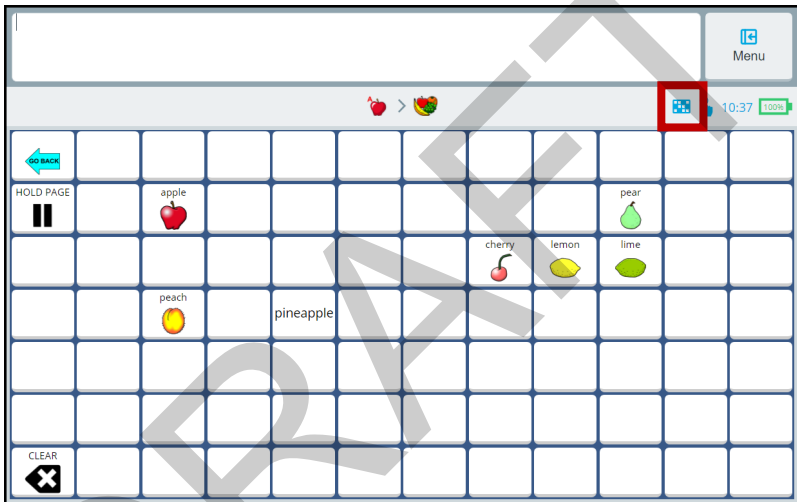 Menu
10:37 100%
GO BACK
HOLD PAGE apple pear
cherry lemon lime
peach pineapple
CLEAR
DRAFT